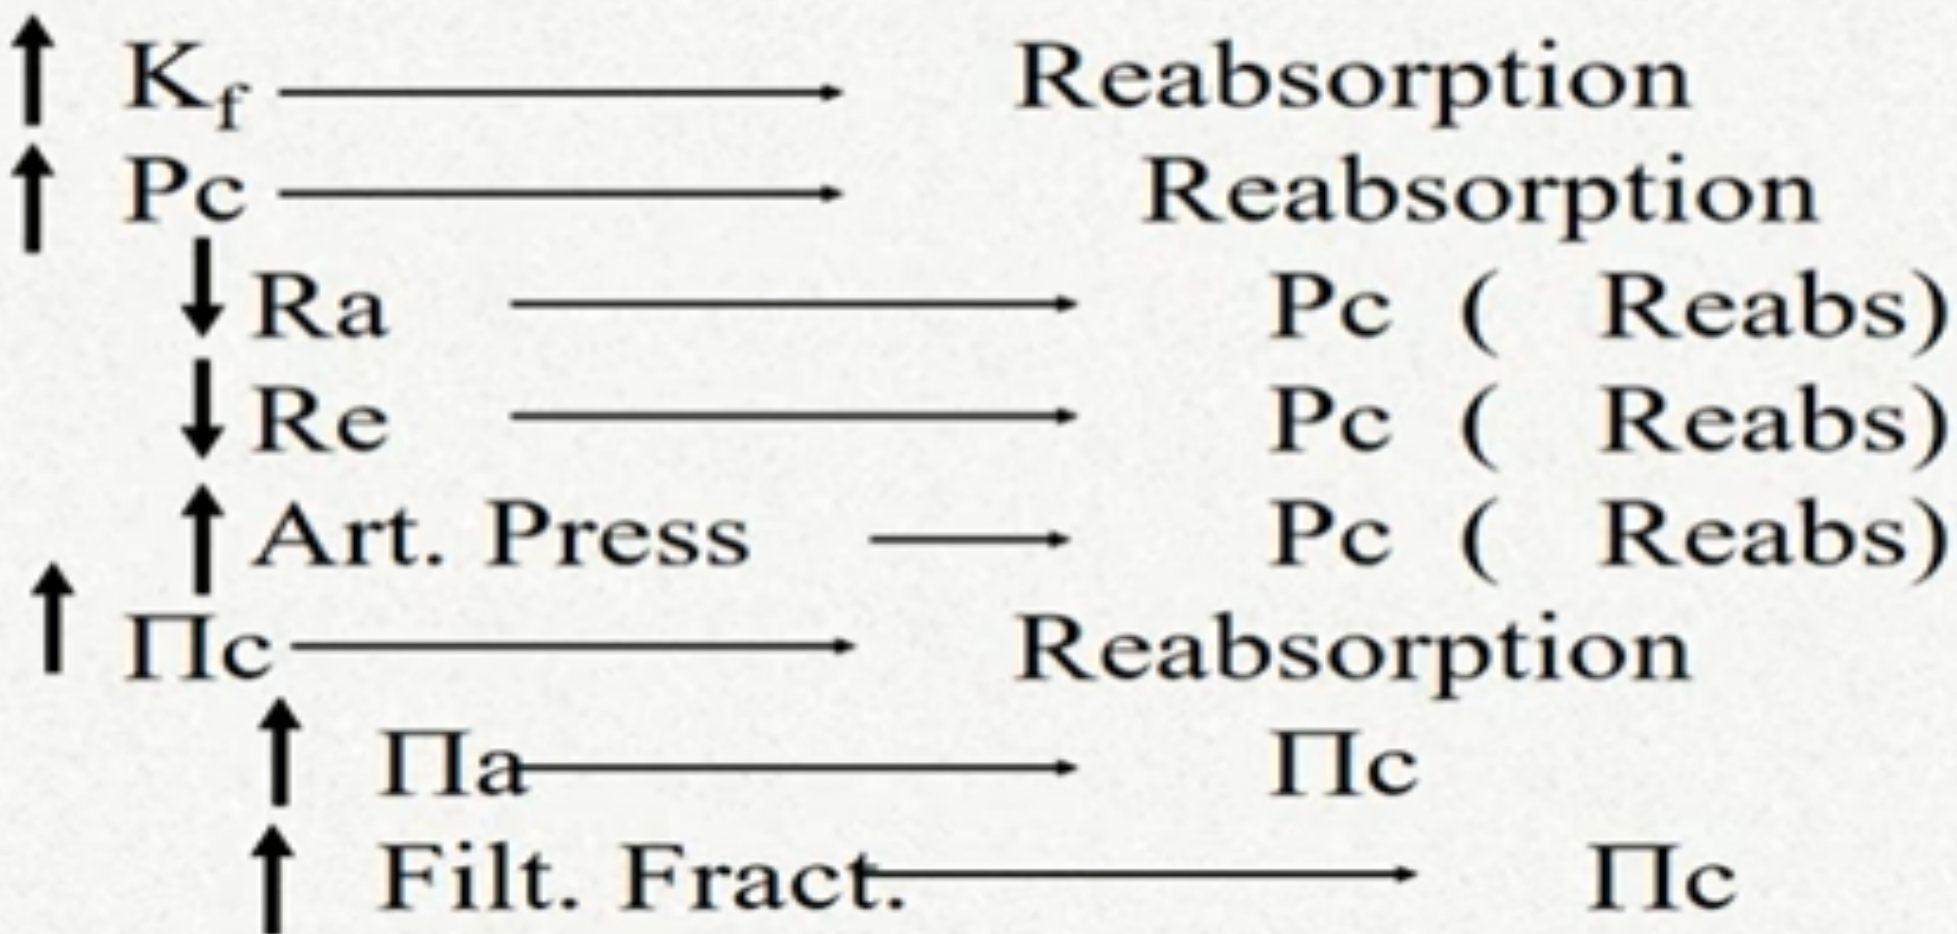 ↑ Kf → Reabsorption
↑ Pc → Reabsorption
↓ Ra → Pc ( Reabs)
↓ Re → Pc ( Reabs)
↑ Art. Press → Pc ( Reabs)
↑ Πc → Reabsorption
↑ Πa → Πc
↑ Filt. Fract. → Πc